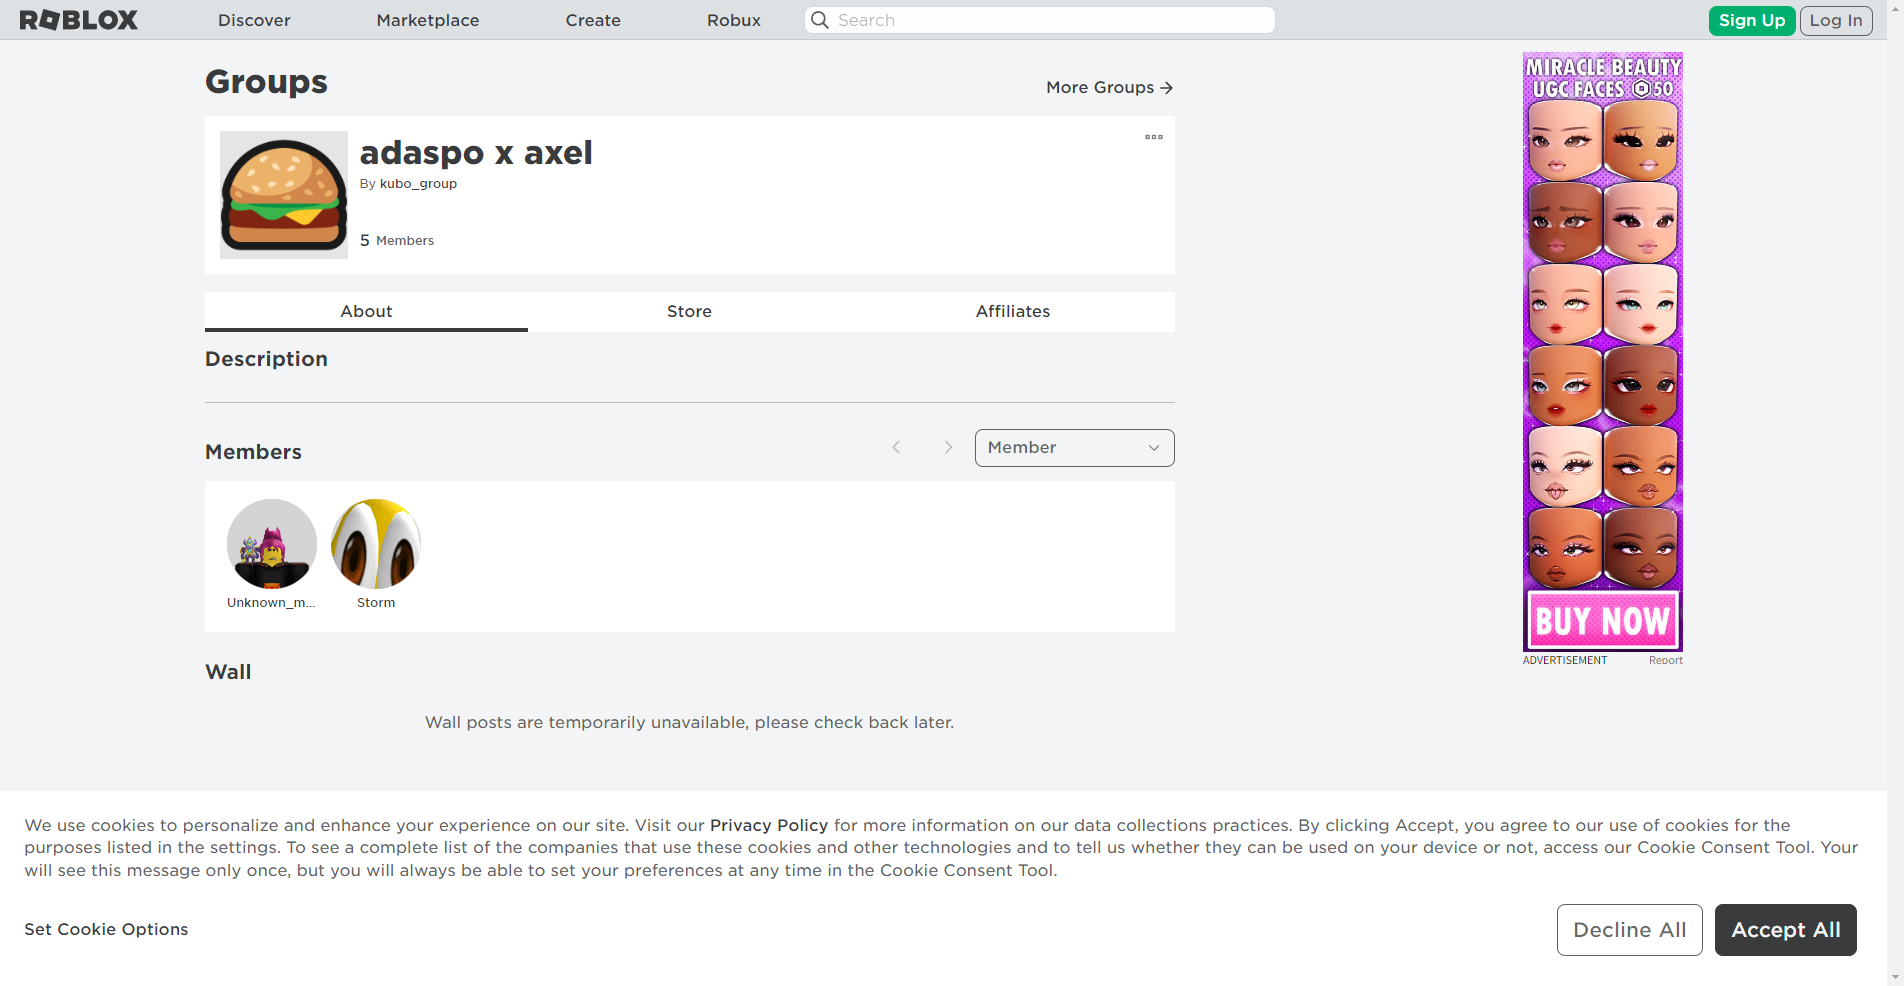 ROBLOX
Discover
Marketplace
Create
Robux
Search
Sign Up
Log In
Groups
More Groups
adaspo x axel
By kubo_group
5 Members
About
Store
Affiliates
Description
Members
Member
Unknown_m...
Storm
Wall
Wall posts are temporarily unavailable, please check back later.
MIRACLE BEAUTY
UGC FACES 50
BUY NOW
ADVERTISEMENT
Report
We use cookies to personalize and enhance your experience on our site. Visit our Privacy Policy for more information on our data collections practices. By clicking Accept, you agree to our use of cookies for the
purposes listed in the settings. To see a complete list of the companies that use these cookies and other technologies and to tell us whether they can be used on your device or not, access our Cookie Consent Tool. Your
will see this message only once, but you will always be able to set your preferences at any time in the Cookie Consent Tool.
Set Cookie Options
Decline All
Accept All